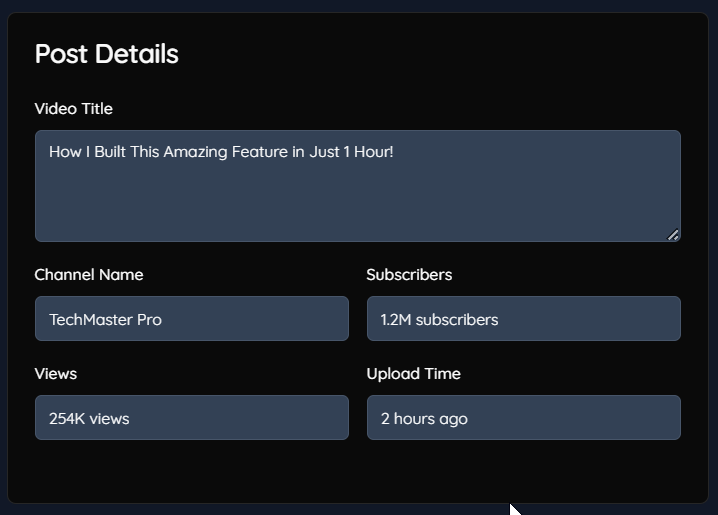 Post Details
Video Title
How I Built This Amazing Feature in Just 1 Hour!
Channel Name
Subscribers
TechMaster Pro
1.2M subscribers
Views
Upload Time
254K views
2 hours ago